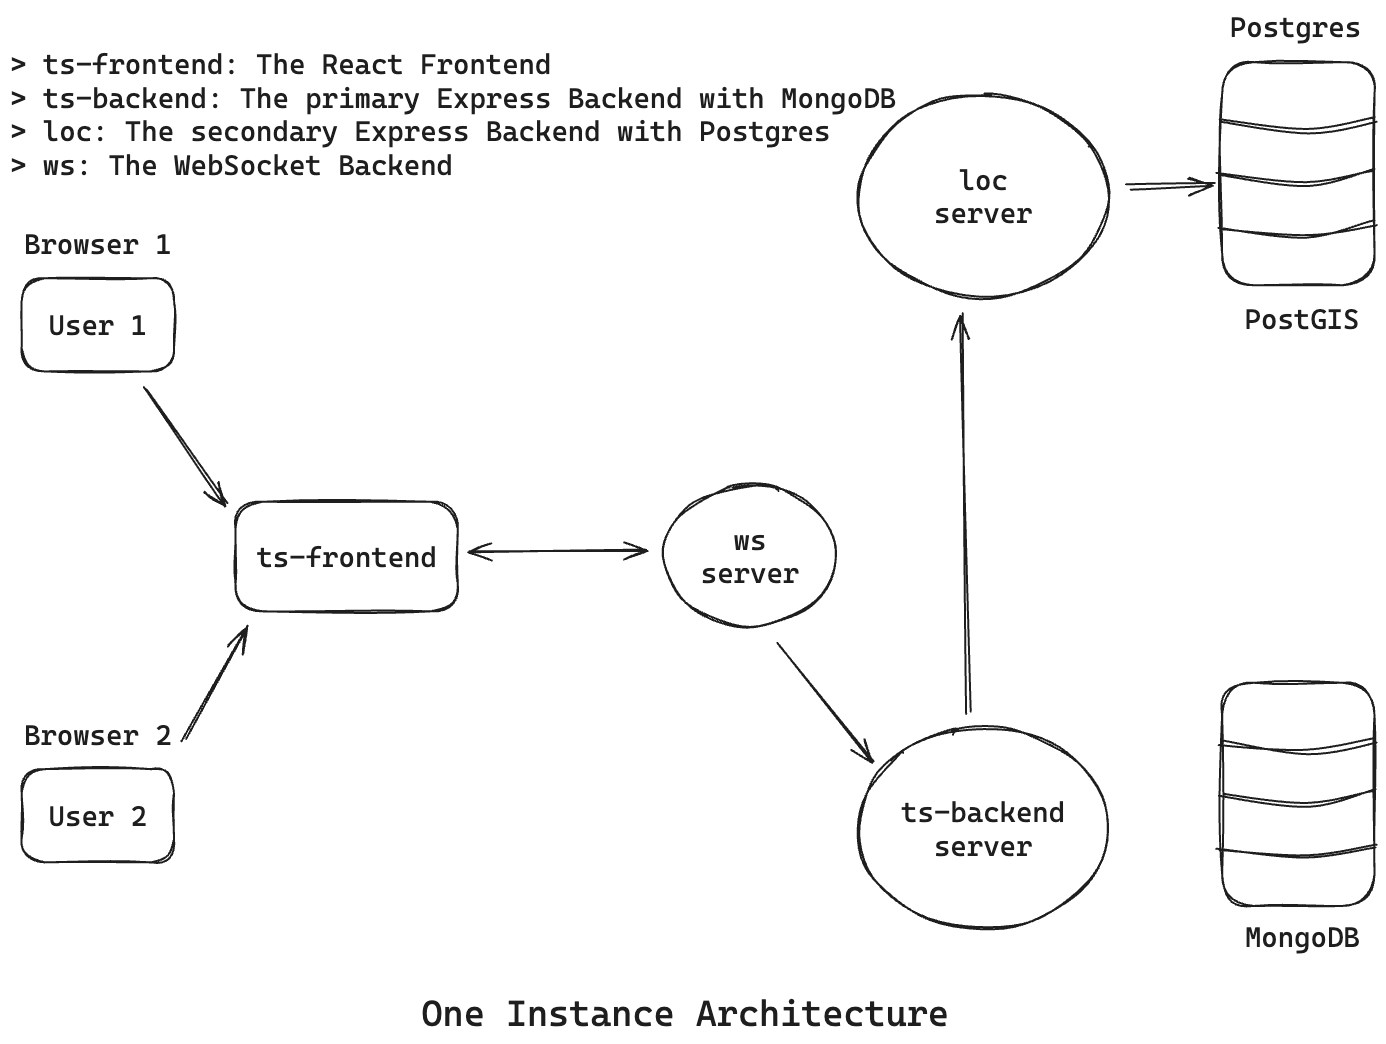 Postgres
> ts-frontend: The React Frontend
> ts-backend: The primary Express Backend with MongoDB
> loc: The secondary Express Backend with Postgres
> ws: The WebSocket Backend
loc
server
Browser 1
User 1
PostGIS
ts-frontend
ws
server
Browser 2
User 2
ts-backend
server
MongoDB
One Instance Architecture